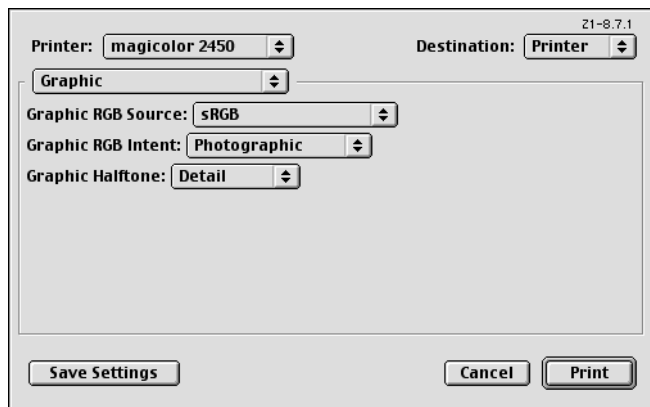 Z1-8.7.1
Printer: magicolor 2450 Destination: Printer
Graphic
Graphic RGB Source: sRGB
Graphic RGB Intent: Photographic
Graphic Halftone: Detail
Save Settings Cancel Print